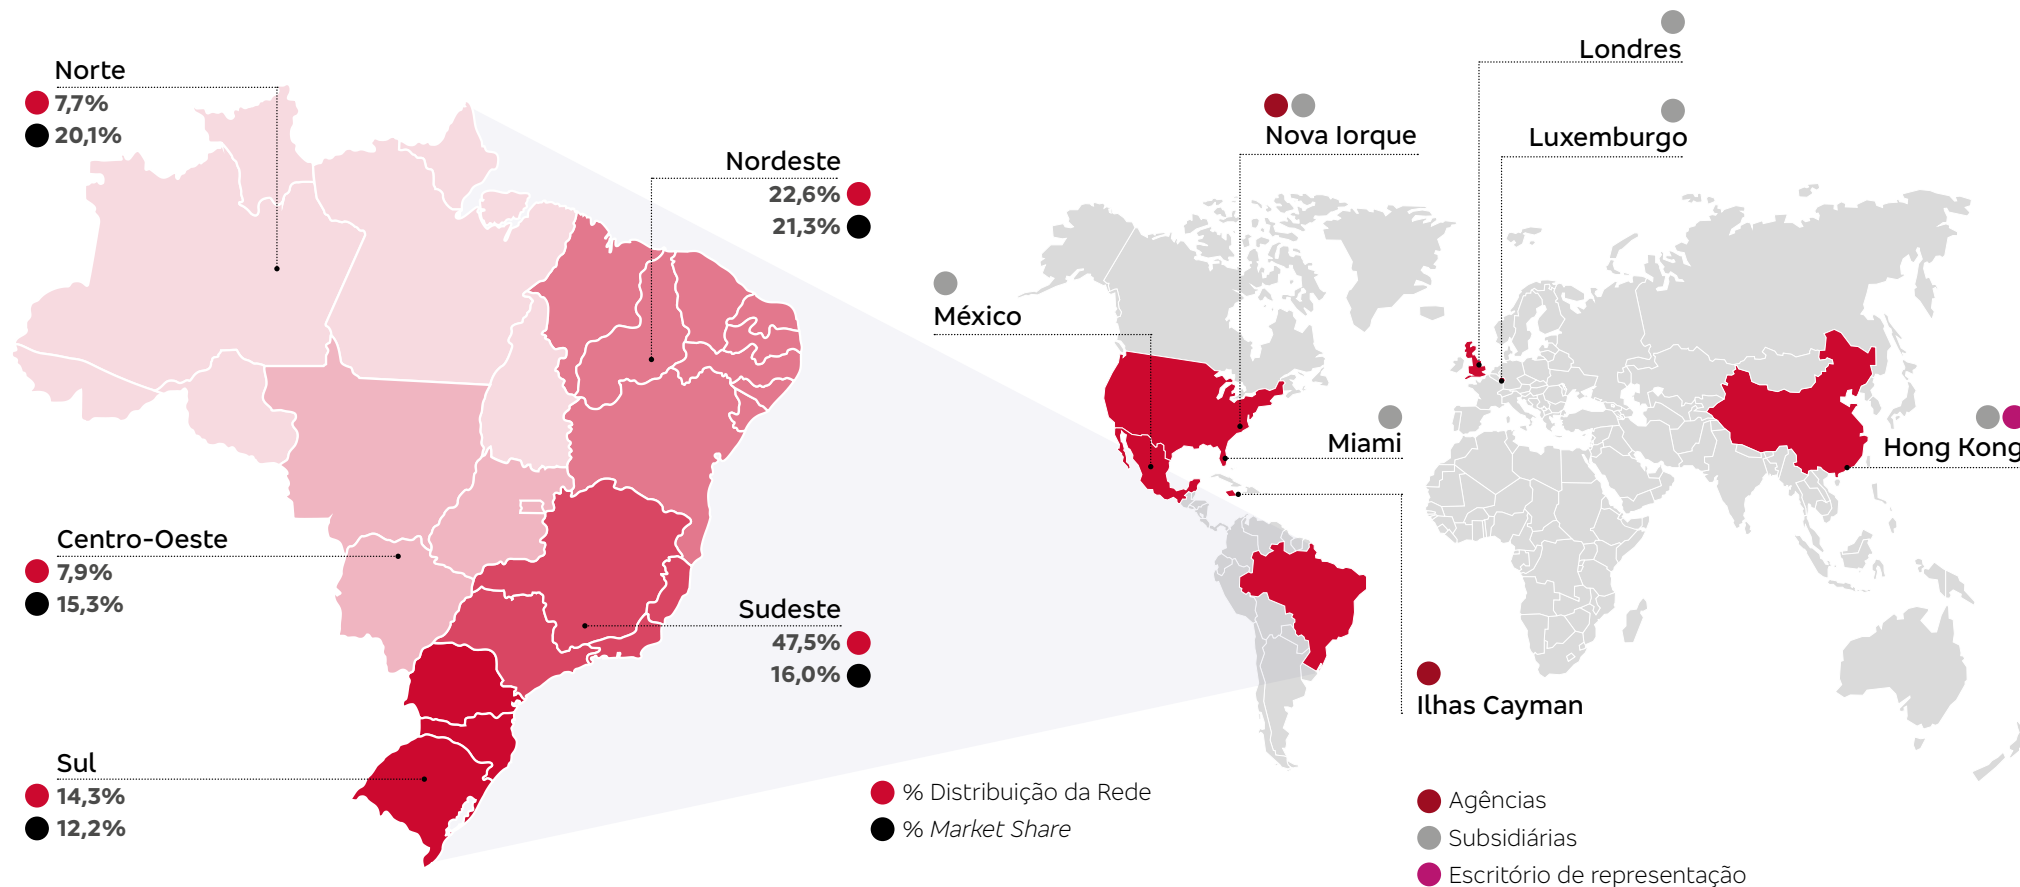 Norte
7,7%
20,1%
Nordeste
22,6%
21,3%
Centro-Oeste
7,9%
15,3%
Sudeste
47,5%
16,0%
Sul
14,3%
12,2%
% Distribuição da Rede
% Market Share
Londres
Nova Iorque
Luxemburgo
México
Miami
Hong Kong
Ilhas Cayman
Agências
Subsidiárias
Escritório de representação